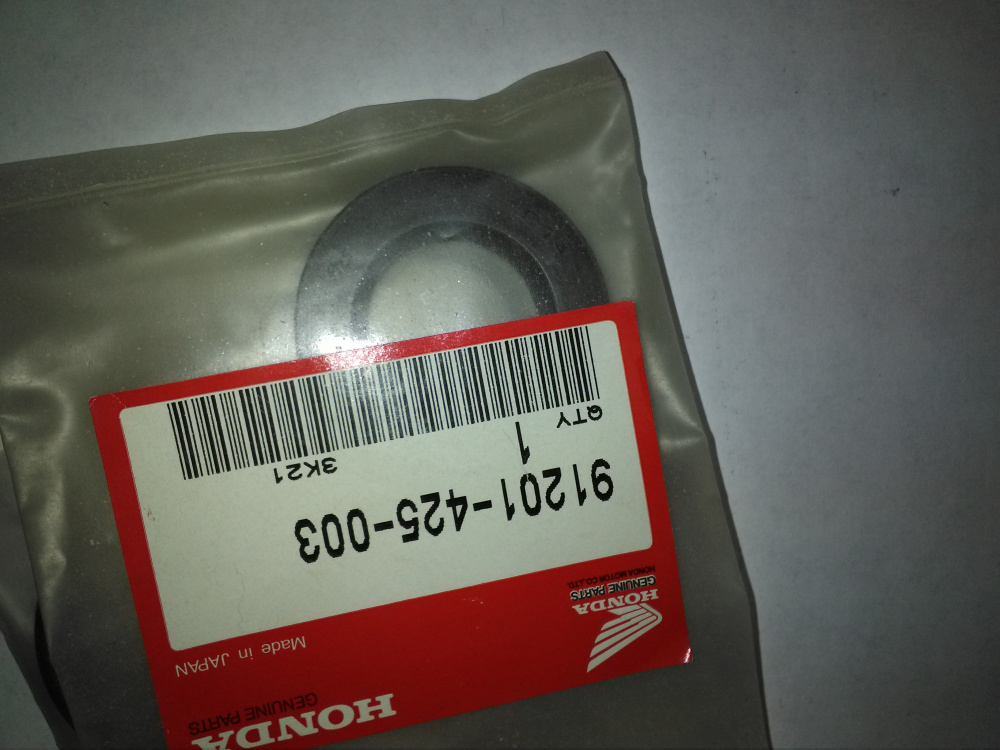 HONDA
GENUINE PARTS
Made in JAPAN
HONDA
GENUINE PARTS
HONDA MOTOR CO.,LTD.
91201-425-003
1
QTY
3K21